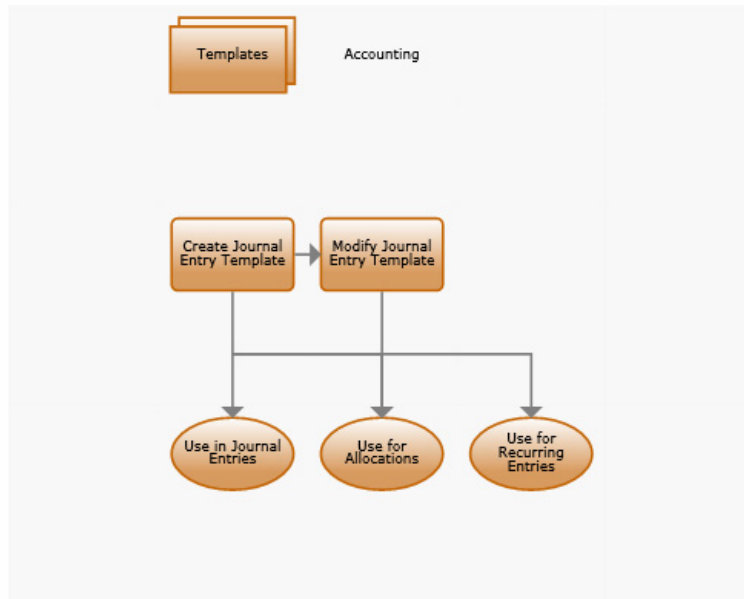 Templates
Accounting
Create Journal
Entry Template
Modify Journal
Entry Template
Use in Journal
Entries
Use for
Allocations
Use for
Recurring
Entries